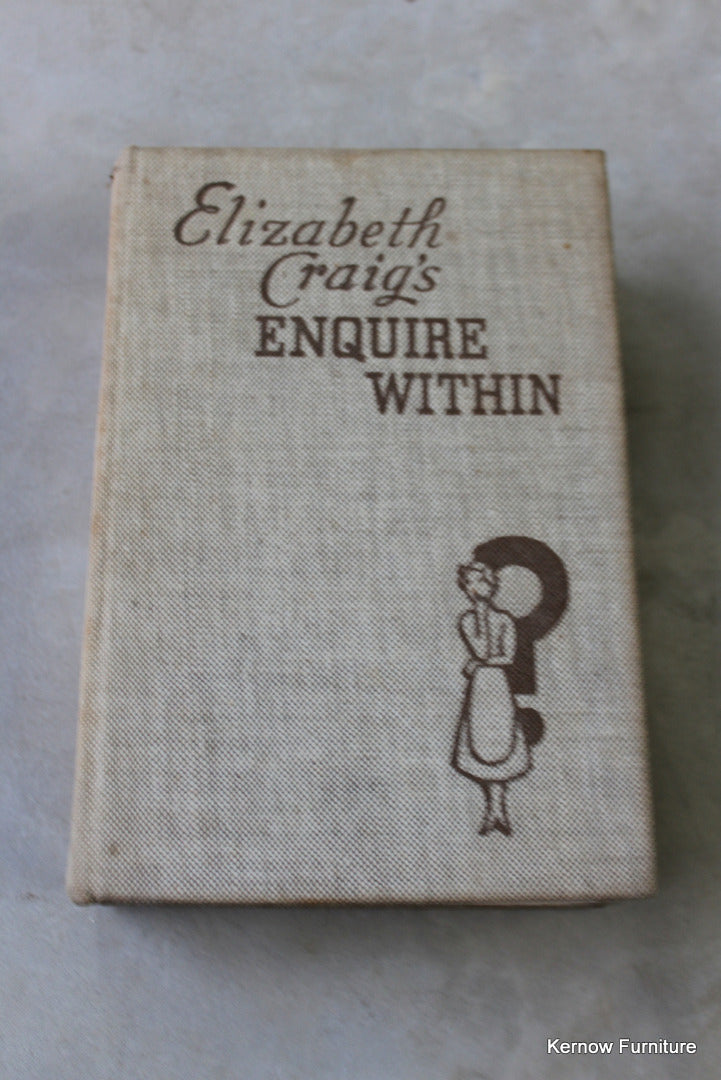 Elizabeth
Craig's
ENQUIRE
WITHIN
?
Kernow Furniture